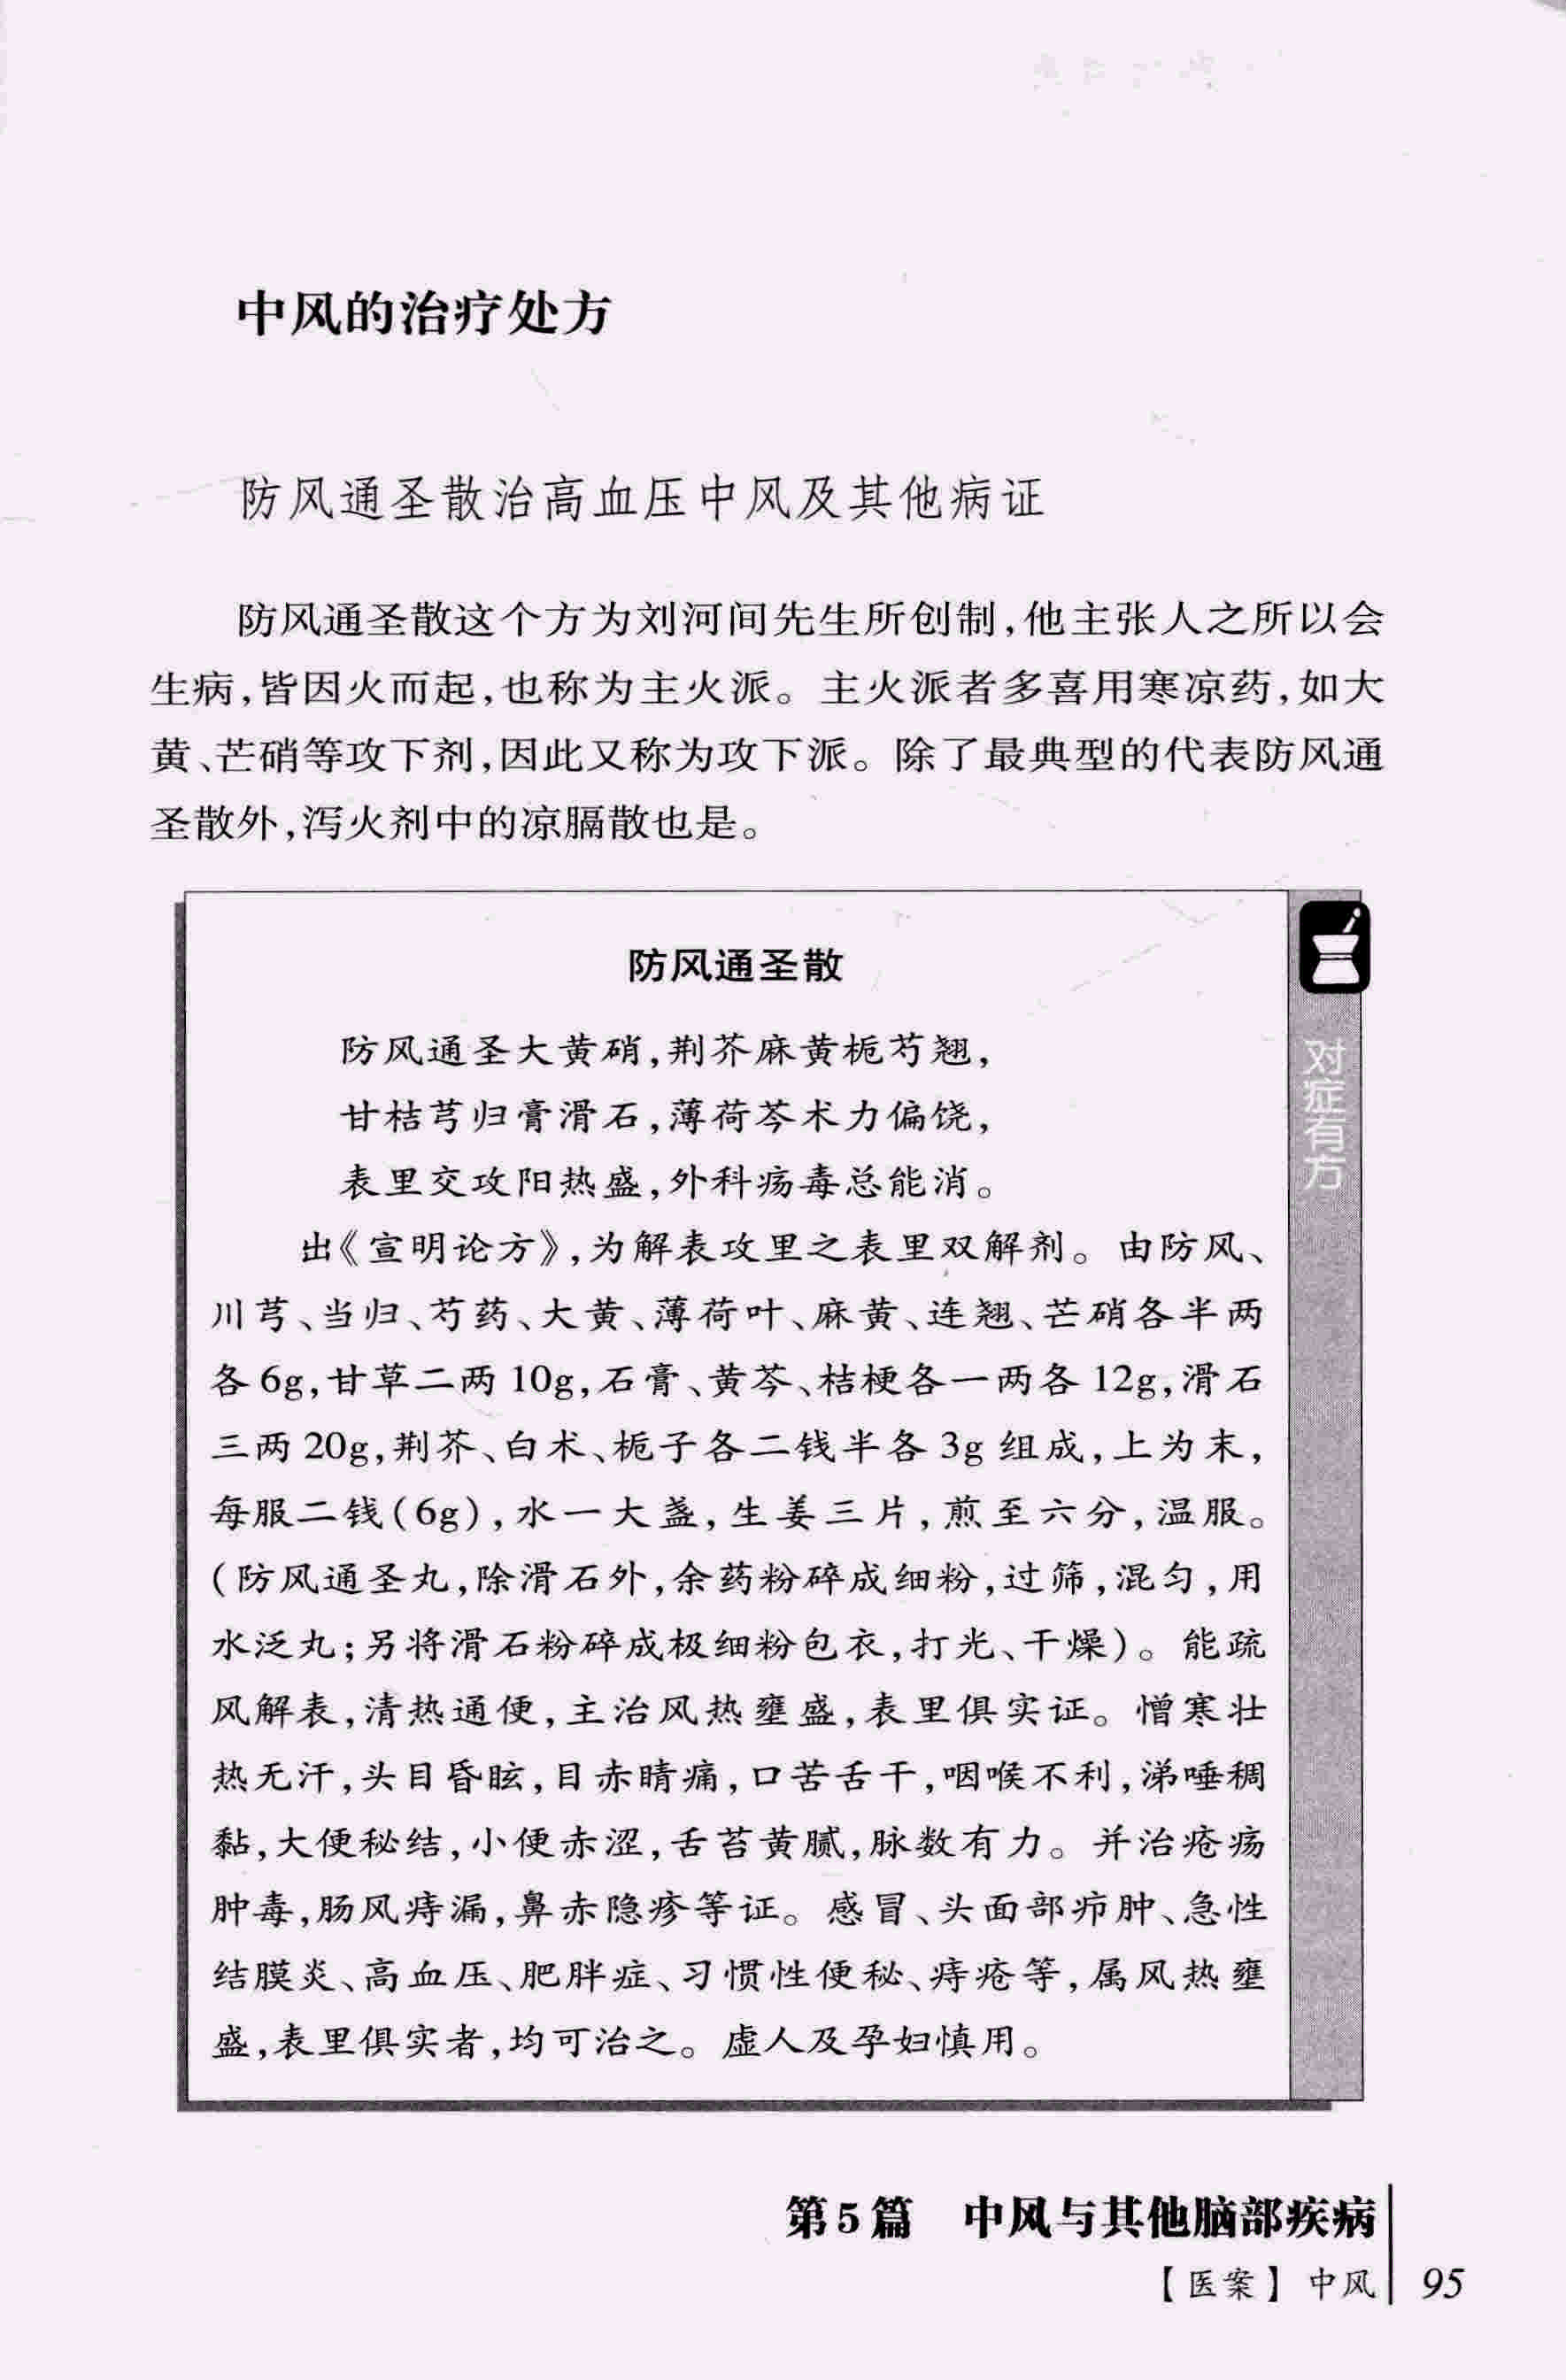 中风的治疗处方
防风通圣散治高血压中风及其他病证
防风通圣散这个方为刘河间先生所创制,他主张人之所以会
生病,皆因火而起,也称为主火派。主火派者多喜用寒凉药,如大
黄、芒硝等攻下剂,因此又称为攻下派。除了最典型的代表防风通
圣散外,泻火剂中的凉膈散也是。
防风通圣散
防风通圣大黄硝,荆芥麻黄栀芍翘,
甘桔芎归膏滑石,薄荷芩术力偏饶,
表里交攻阳热盛,外科疡毒总能消。
出《宣明论方》,为解表攻里之表里双解剂。由防风、
川芎、当归、芍药、大黄、薄荷叶、麻黄、连翘、芒硝各半两
各6g,甘草二两10g,石膏、黄芩、桔梗各一两各12g,滑石
三两20g,荆芥、白术、栀子各二钱半各3g组成,上为末,
每服二钱(6g),水一大盏,生姜三片,煎至六分,温服。
(防风通圣丸,除滑石外,余药粉碎成细粉,过筛,混匀,用
水泛丸;另将滑石粉碎成极细粉包衣,打光、干燥)。能疏
风解表,清热通便,主治风热壅盛,表里俱实证。憎寒壮
热无汗,头目昏眩,目赤睛痛,口苦舌干,咽喉不利,涕唾稠
黏,大便秘结,小便赤涩,舌苔黄腻,脉数有力。并治疮疡
肿毒,肠风痔漏,鼻赤隐疹等证。感冒、头面部疖肿、急性
结膜炎、高血压、肥胖症、习惯性便秘、痔疮等,属风热壅
盛,表里俱实者,均可治之。虚人及孕妇慎用。
对症有方
第5篇 中风与其他脑部疾病
【医案】中风
95